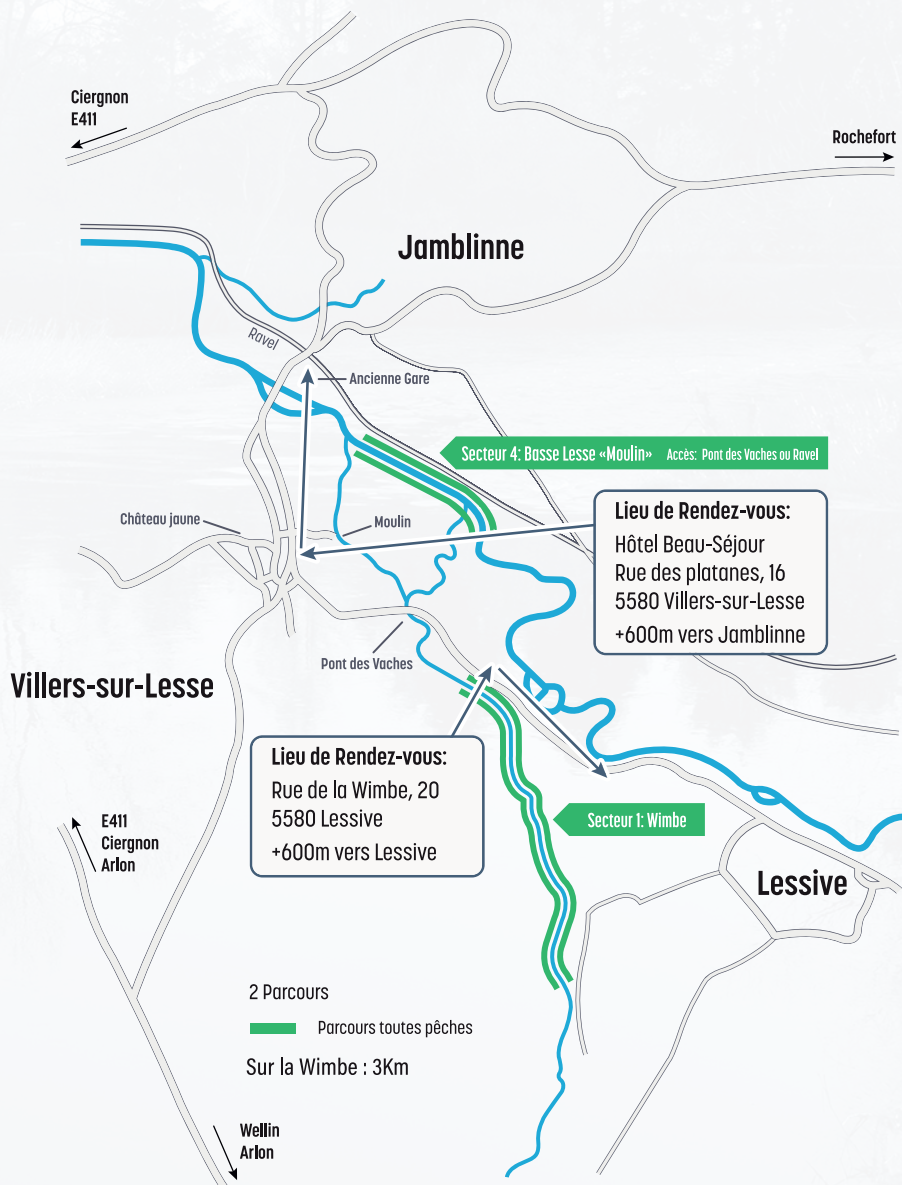 Ciergnon
E411
Rochefort
Jamblinne
Ravel
Ancienne Gare
Secteur 4: Basse Lesse «Moulin» Accès: Pont des Vaches ou Ravel
Lieu de Rendez-vous:
Hôtel Beau-Séjour
Rue des platanes, 16
5580 Villers-sur-Lesse
+600m vers Jamblinne
Château jaune
Moulin
Pont des Vaches
Villers-sur-Lesse
Lieu de Rendez-vous:
Rue de la Wimbe, 20
5580 Lessive
+600m vers Lessive
Secteur 1: Wimbe
E411
Ciergnon
Arlon
Lessive
2 Parcours
Parcours toutes pêches
Sur la Wimbe : 3Km
Wellin
Arlon